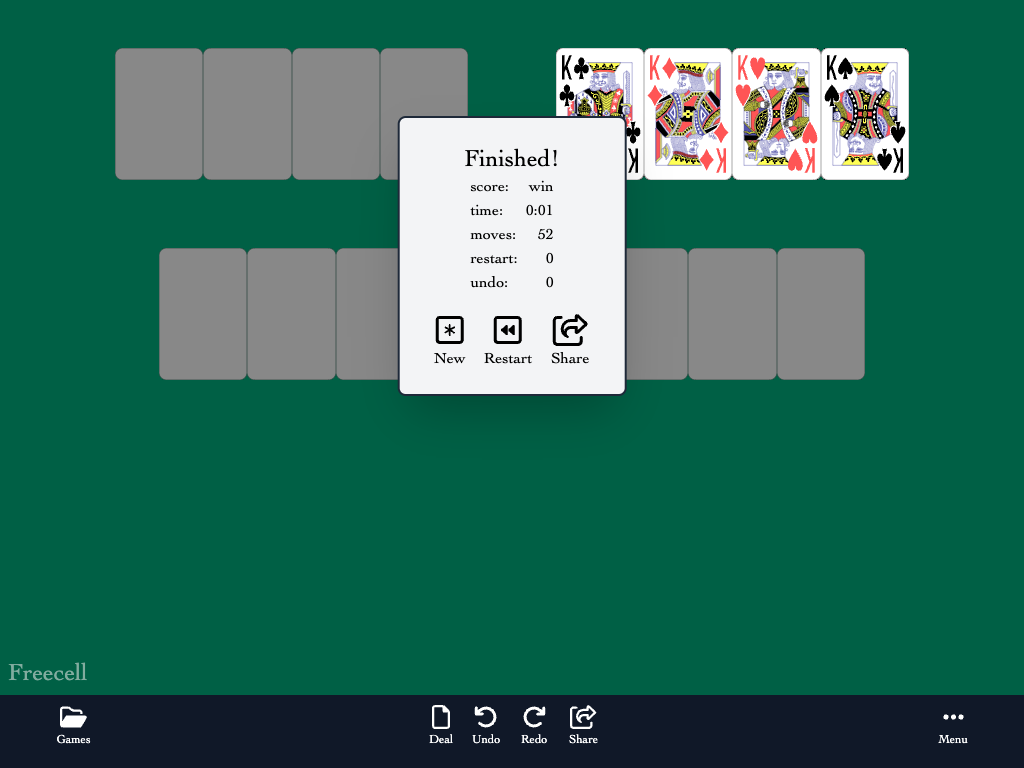 K K K K
K K K K
Finished!
score: win
time: 0:01
moves: 52
restart: 0
undo: 0
New Restart Share
Freecell
Games Deal Undo Redo Share Menu